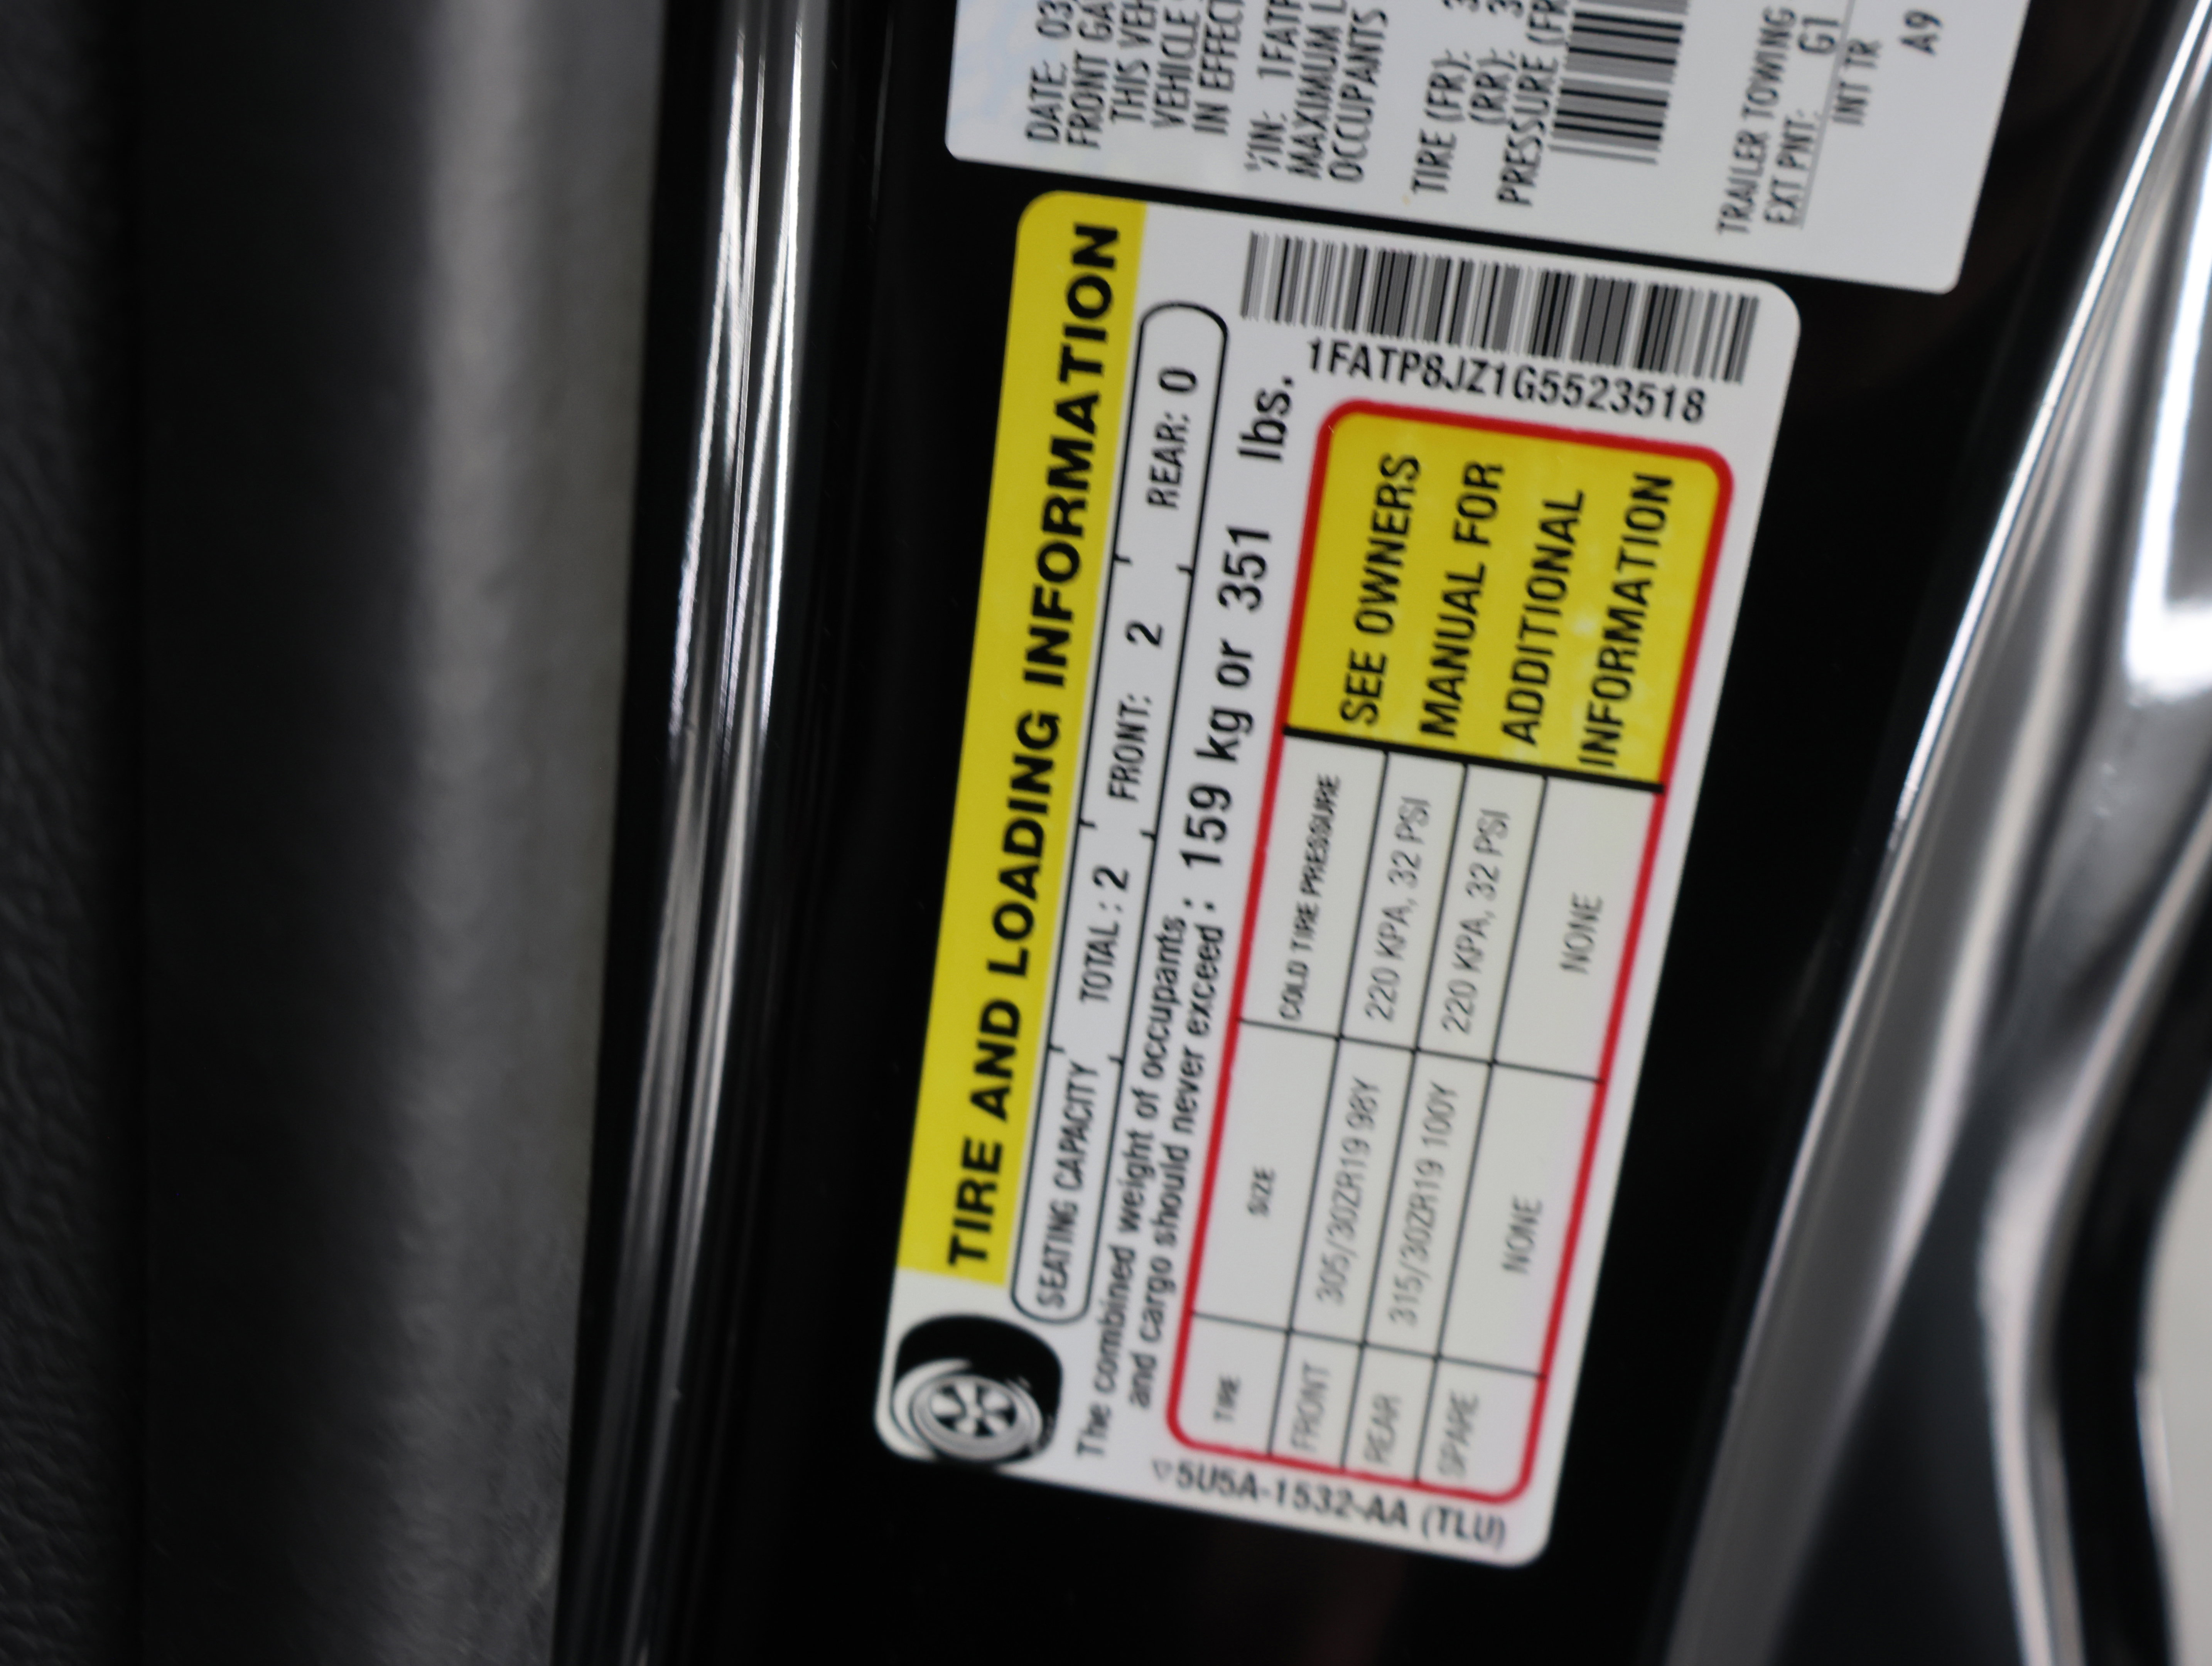 TIRE AND LOADING INFORMATION
SEATING CAPACITY TOTAL : 2 FRONT: 2 REAR: 0
The combined weight of occupants
and cargo should never exceed : 159 kg or 351 lbs.
TIRE SIZE COLD TIRE PRESSURE
FRONT 305/30ZR19 98Y 220 KPA, 32 PSI
REAR 315/30ZR19 100Y 220 KPA, 32 PSI
SPARE NONE NONE
SEE OWNERS
MANUAL FOR
ADDITIONAL
INFORMATION
1FATP8JZ1G5523518
5U5A-1532-AA (TLU)
DATE: 03
FRONT GA
THIS VEH
VEHICLE
IN EFFECT
VIN: 1FATP
MAXIMUM L
OCCUPANTS
TIRE (FR): 3
(RR): 3
PRESSURE (FR
TRAILER TOWING
EXT PNT: G1
INT TR
A9